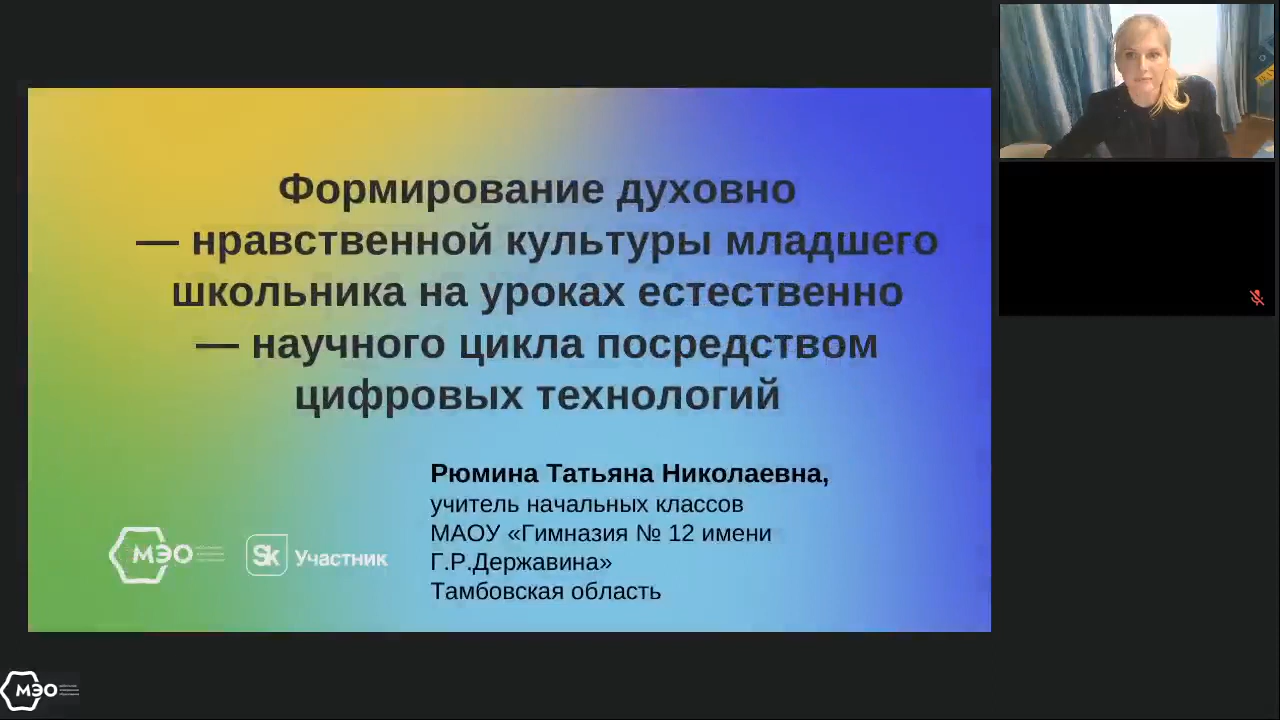 Формирование духовно
— нравственной культуры младшего
школьника на уроках естественно
— научного цикла посредством
цифровых технологий
Рюмина Татьяна Николаевна,
учитель начальных классов
МАОУ «Гимназия № 12 имени
Г.Р.Державина»
Тамбовская область
МЭО
Sk Участник
МЭО